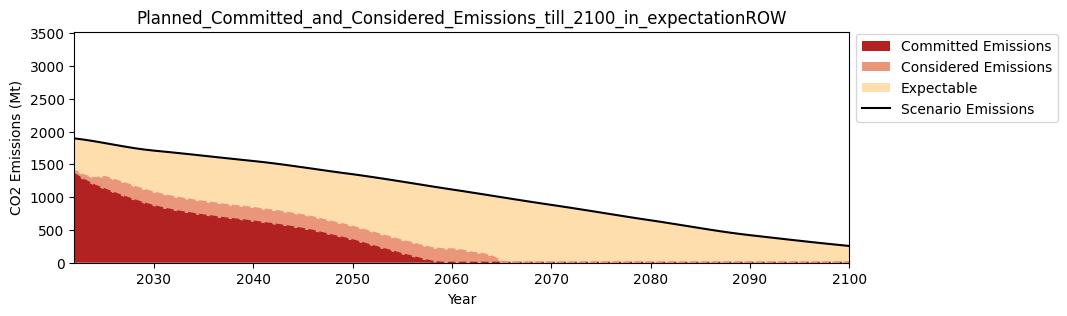 Planned_Committed_and_Considered_Emissions_till_2100_in_expectationROW
3500
3000
2500
2000
1500
1000
500
0
CO2 Emissions (Mt)
2030
2040
2050
2060
2070
2080
2090
2100
Year
Committed Emissions
Considered Emissions
Expectable
Scenario Emissions